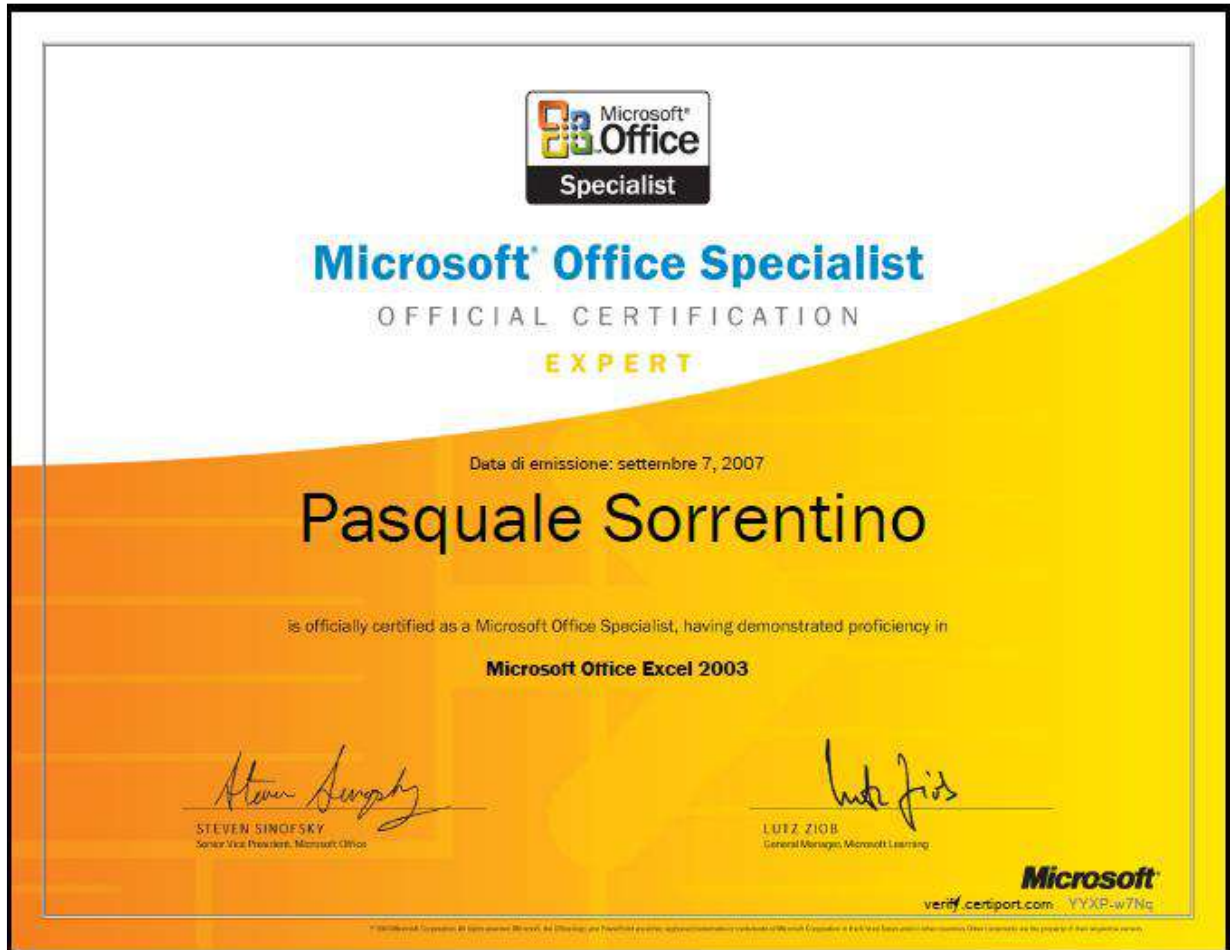 Microsoft®
Office
Specialist
Microsoft® Office Specialist
OFFICIAL CERTIFICATION
EXPERT
Data di emissione: settembre 7, 2007
Pasquale Sorrentino
is officially certified as a Microsoft Office Specialist, having demonstrated proficiency in
Microsoft Office Excel 2003
STEVEN SINOFSKY
Senior Vice President, Microsoft Office
LUTZ ZIOB
General Manager, Microsoft Learning
Microsoft®
verify.certiport.com YYXP-w7Nq